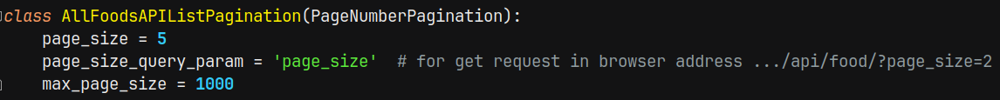 class AllFoodsAPIListPagination(PageNumberPagination):
    page_size = 5
    page_size_query_param = 'page_size'  # for get request in browser address .../api/food/?page_size=2
    max_page_size = 1000